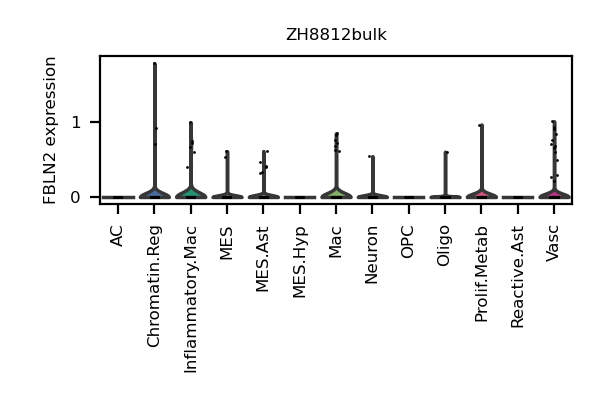 ZH8812bulk
FBLN2 expression
1
0
AC
Chromatin.Reg
Inflammatory.Mac
MES
MES.Ast
MES.Hyp
Mac
Neuron
OPC
Oligo
Prolif.Metab
Reactive.Ast
Vasc